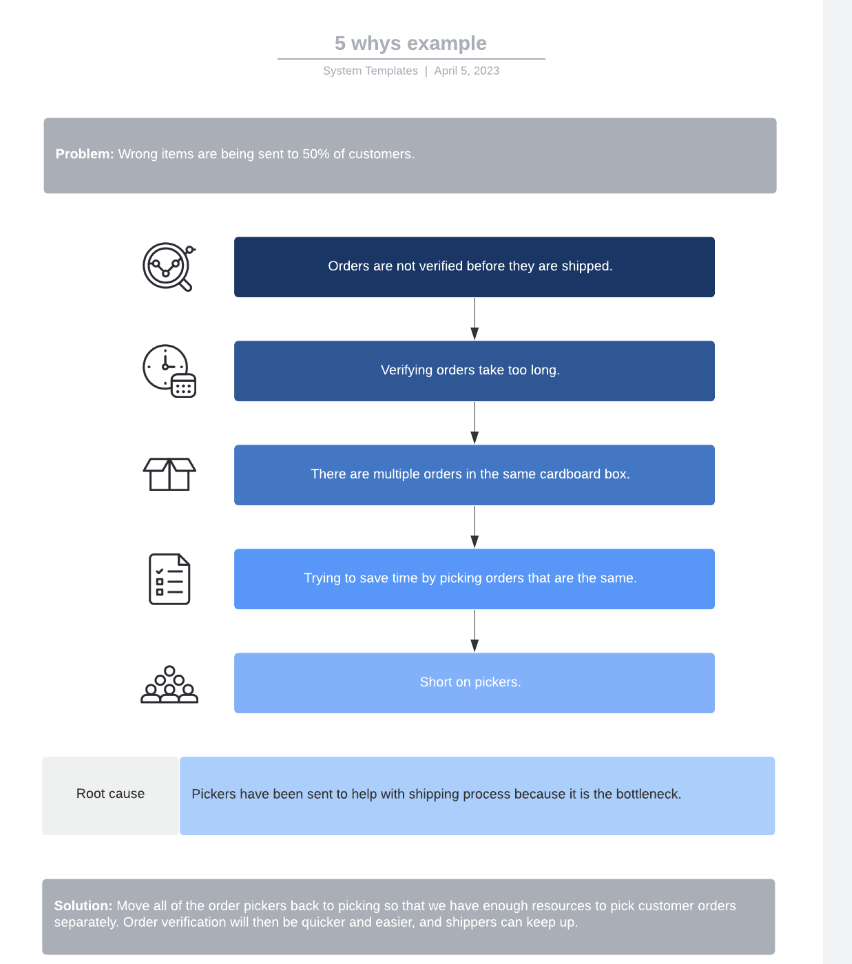 5 whys example
System Templates | April 5, 2023
Problem: Wrong items are being sent to 50% of customers.
Orders are not verified before they are shipped.
Verifying orders take too long.
There are multiple orders in the same cardboard box.
Trying to save time by picking orders that are the same.
Short on pickers.
Root cause
Pickers have been sent to help with shipping process because it is the bottleneck.
Solution: Move all of the order pickers back to picking so that we have enough resources to pick customer orders
separately. Order verification will then be quicker and easier, and shippers can keep up.